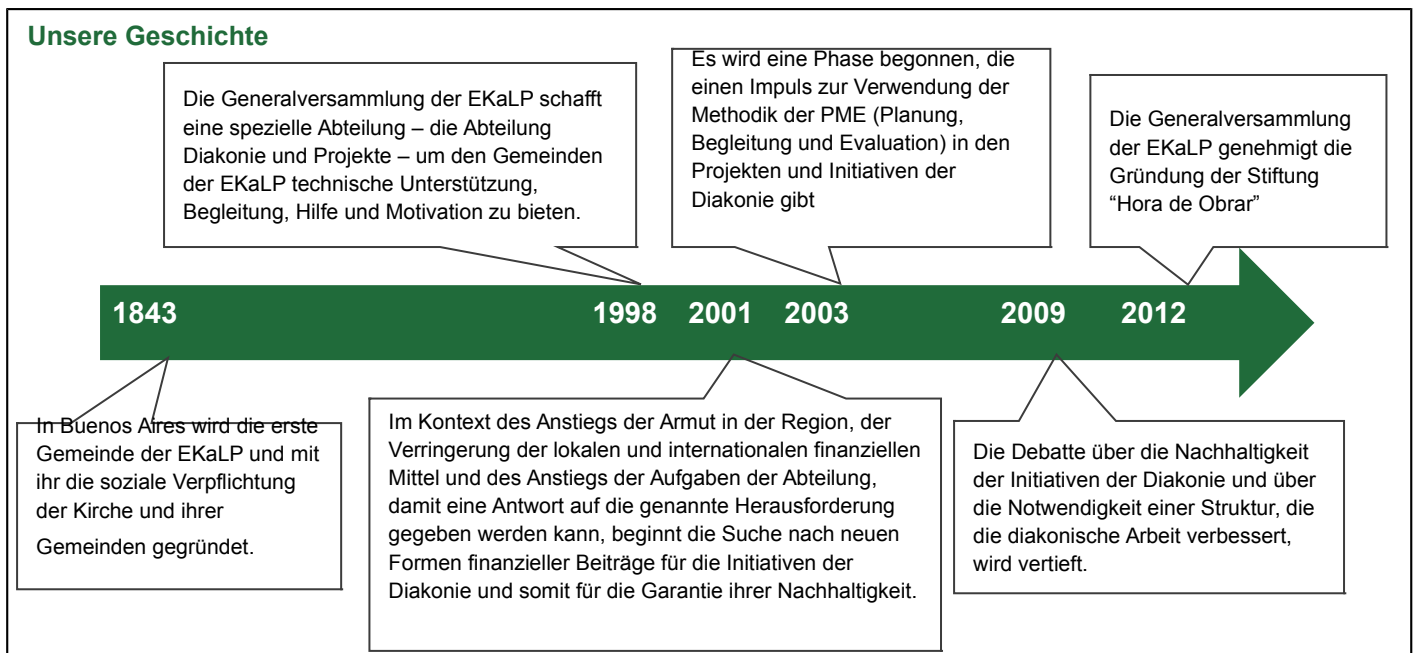 Unsere Geschichte
Die Generalversammlung der EKaLP schafft
eine spezielle Abteilung – die Abteilung
Diakonie und Projekte – um den Gemeinden
der EKaLP technische Unterstützung,
Begleitung, Hilfe und Motivation zu bieten.
Es wird eine Phase begonnen, die
einen Impuls zur Verwendung der
Methodik der PME (Planung,
Begleitung und Evaluation) in den
Projekten und Initiativen der
Diakonie gibt
Die Generalversammlung
der EKaLP genehmigt die
Gründung der Stiftung
“Hora de Obrar”
1843 1998 2001 2003 2009 2012
In Buenos Aires wird die erste
Gemeinde der EKaLP und mit
ihr die soziale Verpflichtung
der Kirche und ihrer
Gemeinden gegründet.
Im Kontext des Anstiegs der Armut in der Region, der
Verringerung der lokalen und internationalen finanziellen
Mittel und des Anstiegs der Aufgaben der Abteilung,
damit eine Antwort auf die genannte Herausforderung
gegeben werden kann, beginnt die Suche nach neuen
Formen finanzieller Beiträge für die Initiativen der
Diakonie und somit für die Garantie ihrer Nachhaltigkeit.
Die Debatte über die Nachhaltigkeit
der Initiativen der Diakonie und über
die Notwendigkeit einer Struktur, die
die diakonische Arbeit verbessert,
wird vertieft.